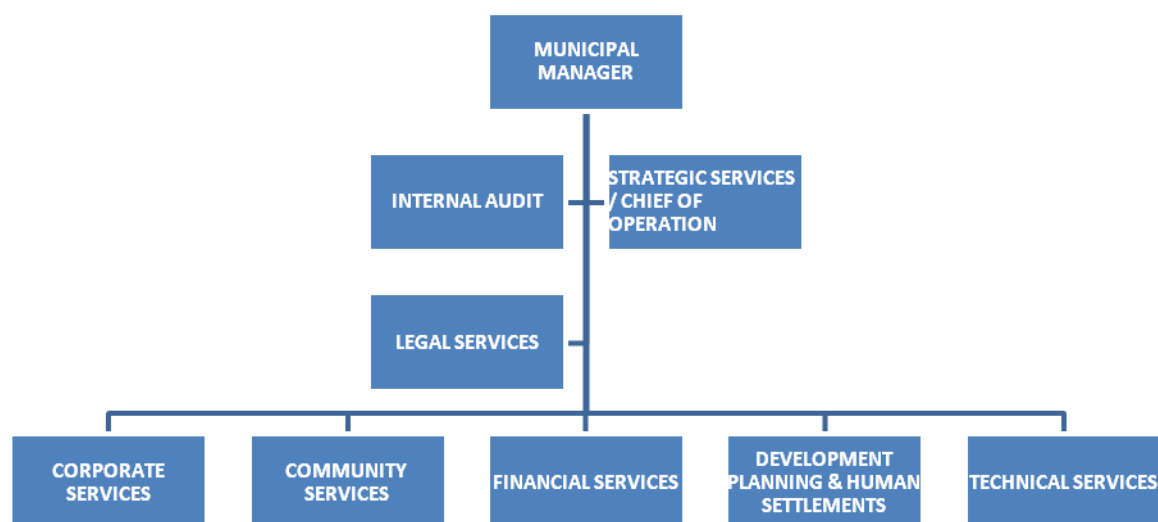 MUNICIPAL
MANAGER
INTERNAL AUDIT
STRATEGIC SERVICES
/ CHIEF OF
OPERATION
LEGAL SERVICES
CORPORATE
SERVICES
COMMUNITY
SERVICES
FINANCIAL SERVICES
DEVELOPMENT
PLANNING & HUMAN
SETTLEMENTS
TECHNICAL SERVICES